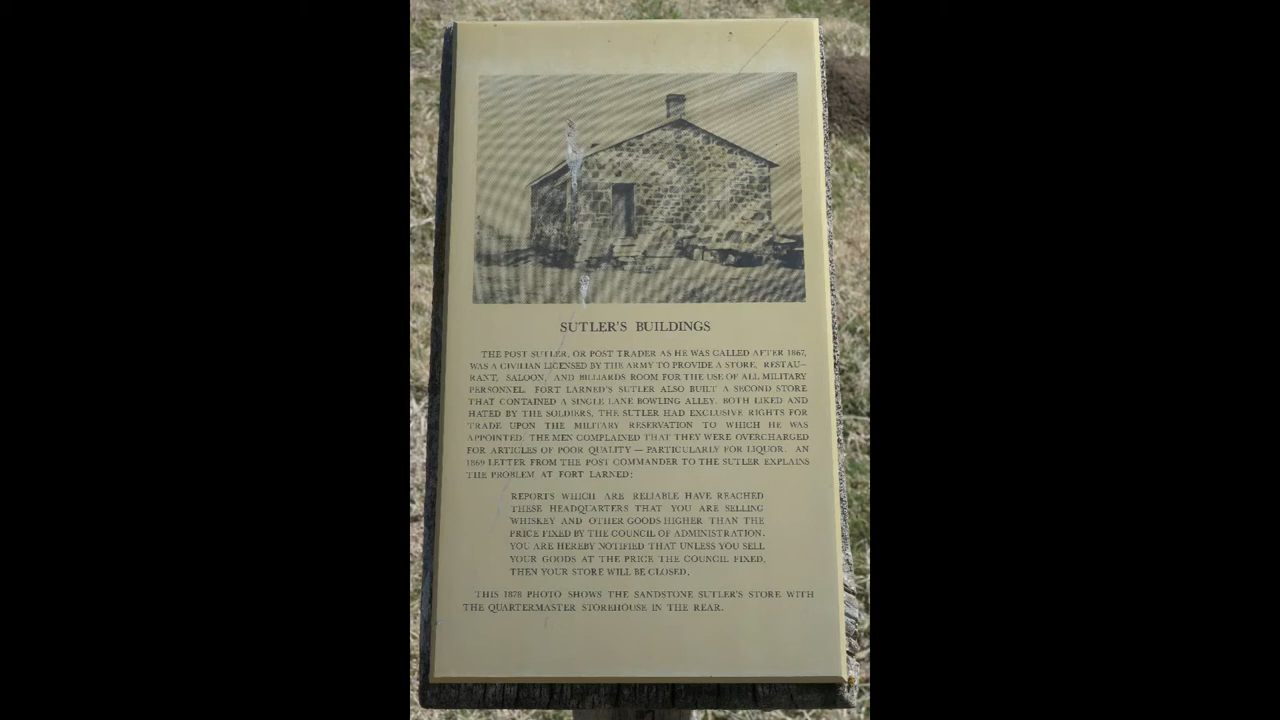 SUTLER'S BUILDINGS
THE POST SUTLER, OR POST TRADER AS HE WAS CALLED AFTER 1867,
WAS A CIVILIAN LICENSED BY THE ARMY TO PROVIDE A STORE, RESTAU-
RANT, SALOON, AND BILLIARDS ROOM FOR THE USE OF ALL MILITARY
PERSONNEL. FORT LARNED'S SUTLER ALSO BUILT A SECOND STORE
THAT CONTAINED A SINGLE LANE BOWLING ALLEY. BOTH LIKED AND
HATED BY THE SOLDIERS, THE SUTLER HAD EXCLUSIVE RIGHTS FOR
TRADE UPON THE MILITARY RESERVATION TO WHICH HE WAS
APPOINTED. THE MEN COMPLAINED THAT THEY WERE OVERCHARGED
FOR ARTICLES OF POOR QUALITY — PARTICULARLY FOR LIQUOR. AN
1869 LETTER FROM THE POST COMMANDER TO THE SUTLER EXPLAINS
THE PROBLEM AT FORT LARNED:
REPORTS WHICH ARE RELIABLE HAVE REACHED
THESE HEADQUARTERS THAT YOU ARE SELLING
WHISKEY AND OTHER GOODS HIGHER THAN THE
PRICE FIXED BY THE COUNCIL OF ADMINISTRATION.
YOU ARE HEREBY NOTIFIED THAT UNLESS YOU SELL
YOUR GOODS AT THE PRICE THE COUNCIL FIXED,
THEN YOUR STORE WILL BE CLOSED.
THIS 1878 PHOTO SHOWS THE SANDSTONE SUTLER'S STORE WITH
THE QUARTERMASTER STOREHOUSE IN THE REAR.